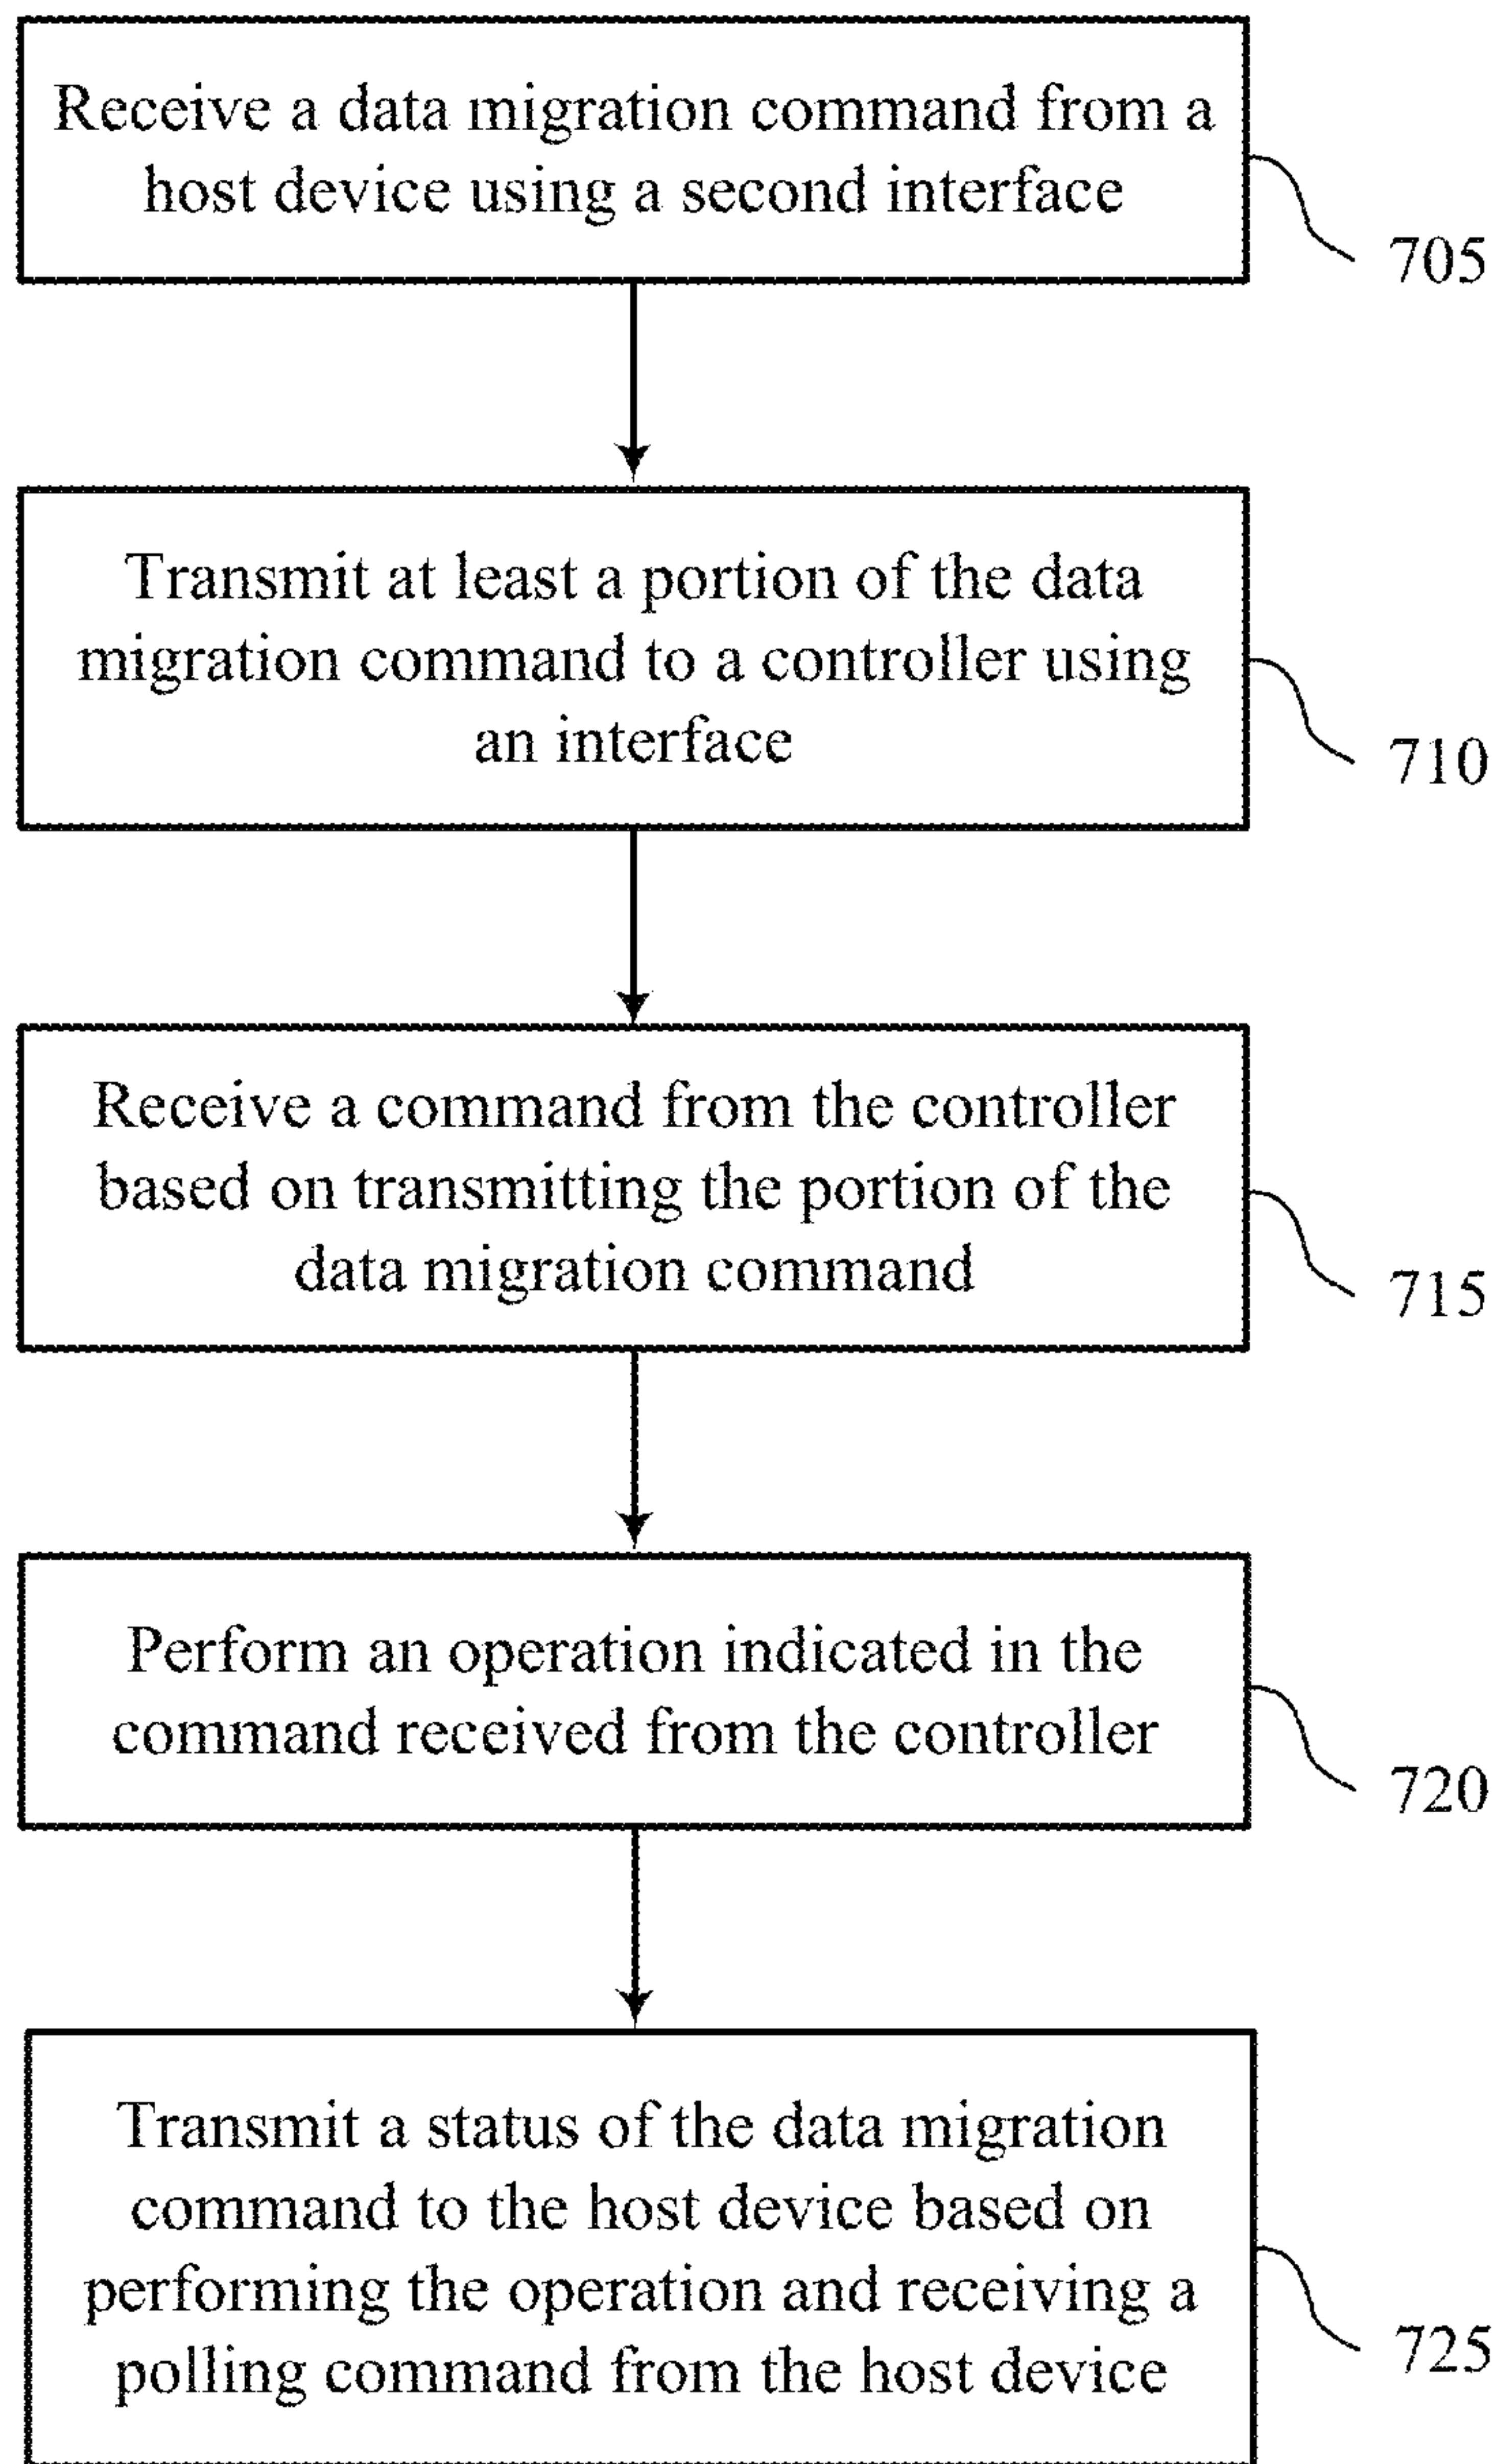 Receive a data migration command from a
host device using a second interface
705
Transmit at least a portion of the data
migration command to a controller using
an interface
710
Receive a command from the controller
based on transmitting the portion of the
data migration command
715
Perform an operation indicated in the
command received from the controller
720
Transmit a status of the data migration
command to the host device based on
performing the operation and receiving a
polling command from the host device
725